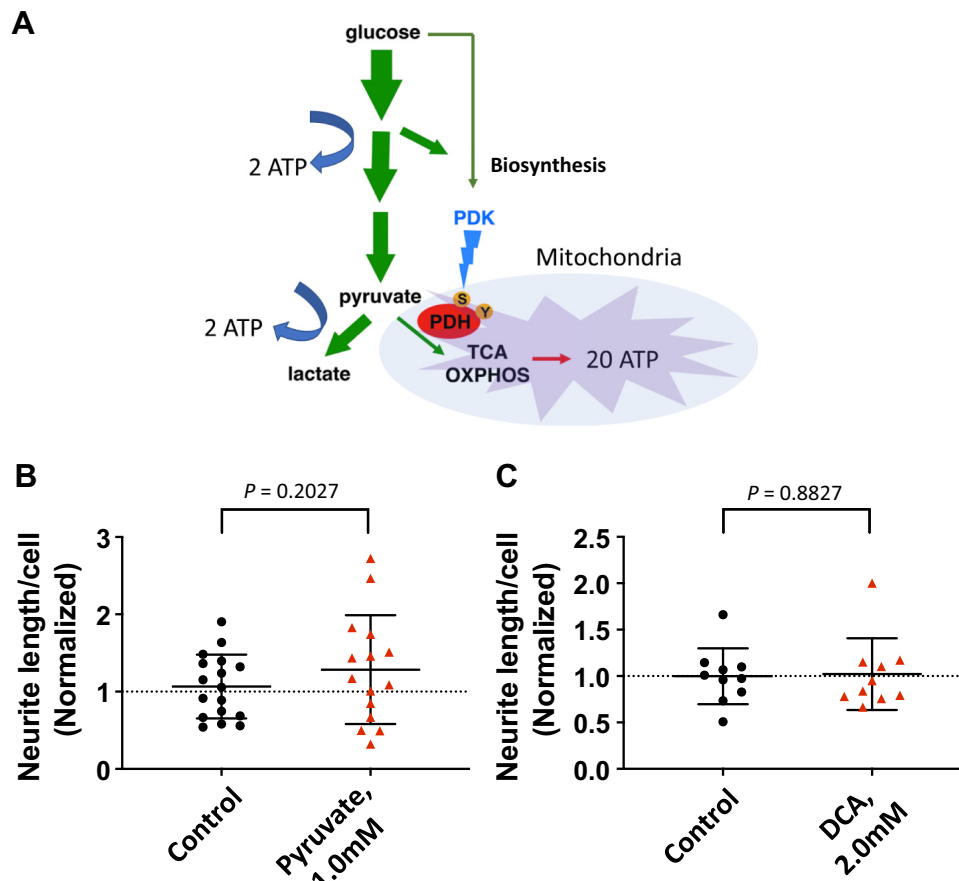 A
glucose
2 ATP
Biosynthesis
PDK
Mitochondria
pyruvate
S
Y
PDH
2 ATP
TCA
OXPHOS
20 ATP
lactate
B
P = 0.2027
Neurite length/cell
(Normalized)
3
2
1
0
Control
Pyruvate,
1.0mM
C
P = 0.8827
Neurite length/cell
(Normalized)
2.5
2.0
1.5
1.0
0.5
0.0
Control
DCA,
2.0mM